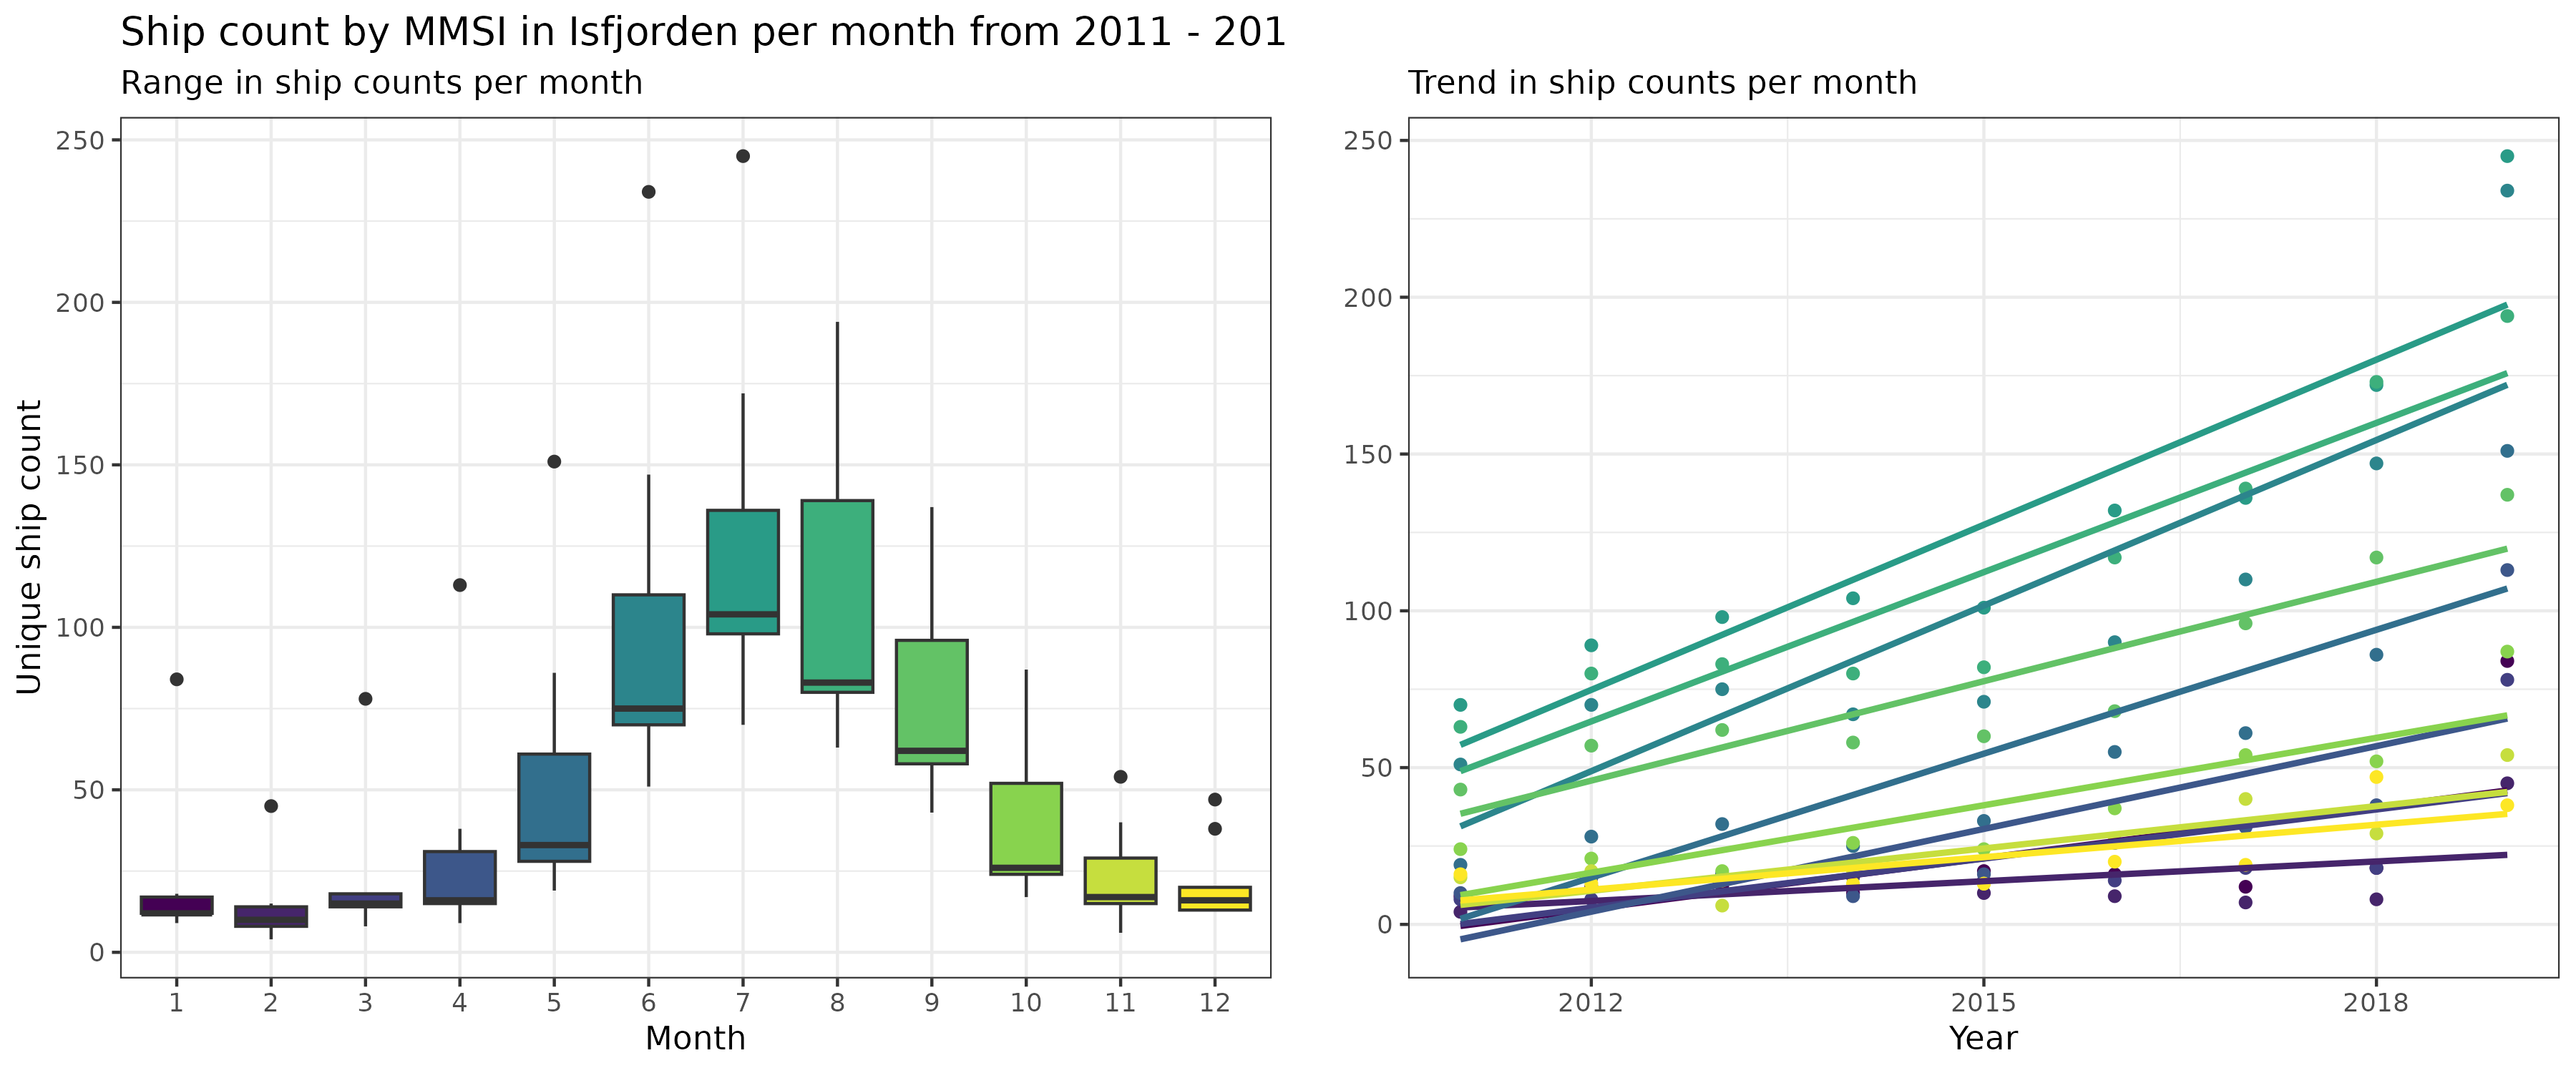 Ship count by MMSI in Isfjorden per month from 2011 - 201
Range in ship counts per month
Unique ship count
250
200
150
100
50
0
1 2 3 4 5 6 7 8 9 10 11 12
Month
Trend in ship counts per month
250
200
150
100
50
0
2012 2015 2018
Year